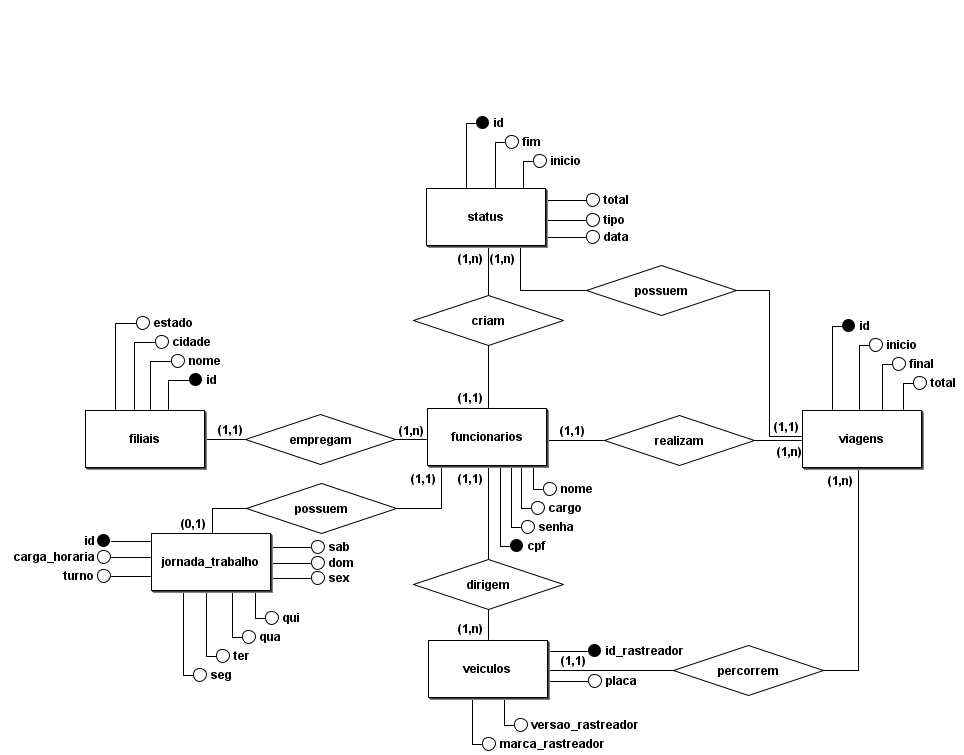 id
fim
inicio
status
total
tipo
data
(1,n) (1,n)
possuem
criam
estado
cidade
nome
id
id
inicio
final
total
(1,1)
filiais
(1,1)
empregam
(1,n)
funcionarios
(1,1)
realizam
(1,1)
viagens
(1,n)
(1,1)
(1,1)
(1,n)
nome
cargo
senha
cpf
possuem
(0,1)
id
carga_horaria
turno
jornada_trabalho
sab
dom
sex
qui
qua
ter
seg
dirigem
(1,n)
veiculos
id_rastreador
(1,1)
placa
percorrem
versao_rastreador
marca_rastreador